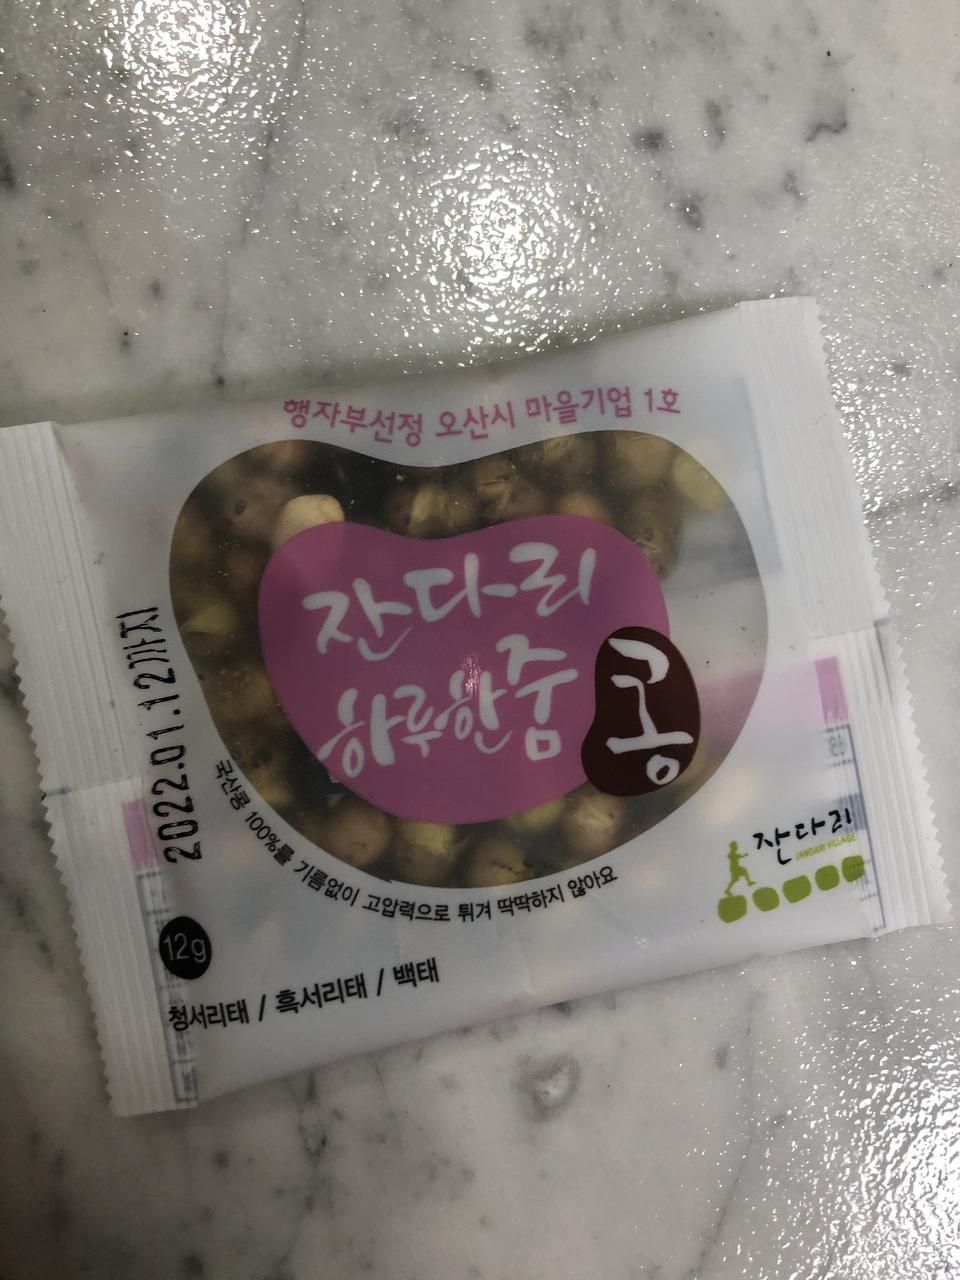 행자부선정 오산시 마을기업 1호
잔다리
하루한줌
콩
2022.01.12까지
국산콩 100%를 기름없이 고압력으로 튀겨 딱딱하지 않아요
잔다리
JANDARI VILLAGE
12g
청서리태 / 흑서리태 / 백태